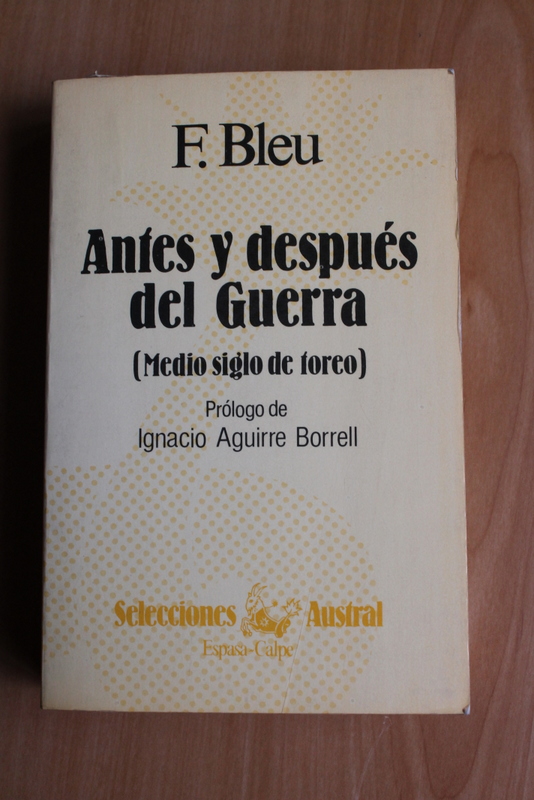 F. Bleu
Antes y después
del Guerra
(Medio siglo de toreo)
Prólogo de
Ignacio Aguirre Borrell
Selecciones Austral
Espasa-Calpe